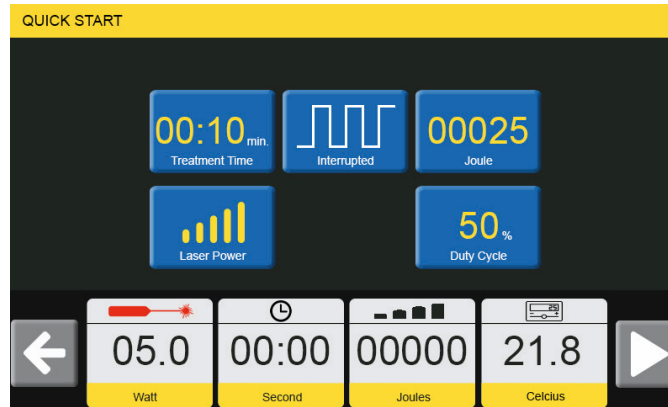 QUICK START
00:10 min.
Treatment Time
Interrupted
00025
Joule
Laser Power
50 %
Duty Cycle
25
05.0
Watt
00:00
Second
00000
Joules
21.8
Celcius